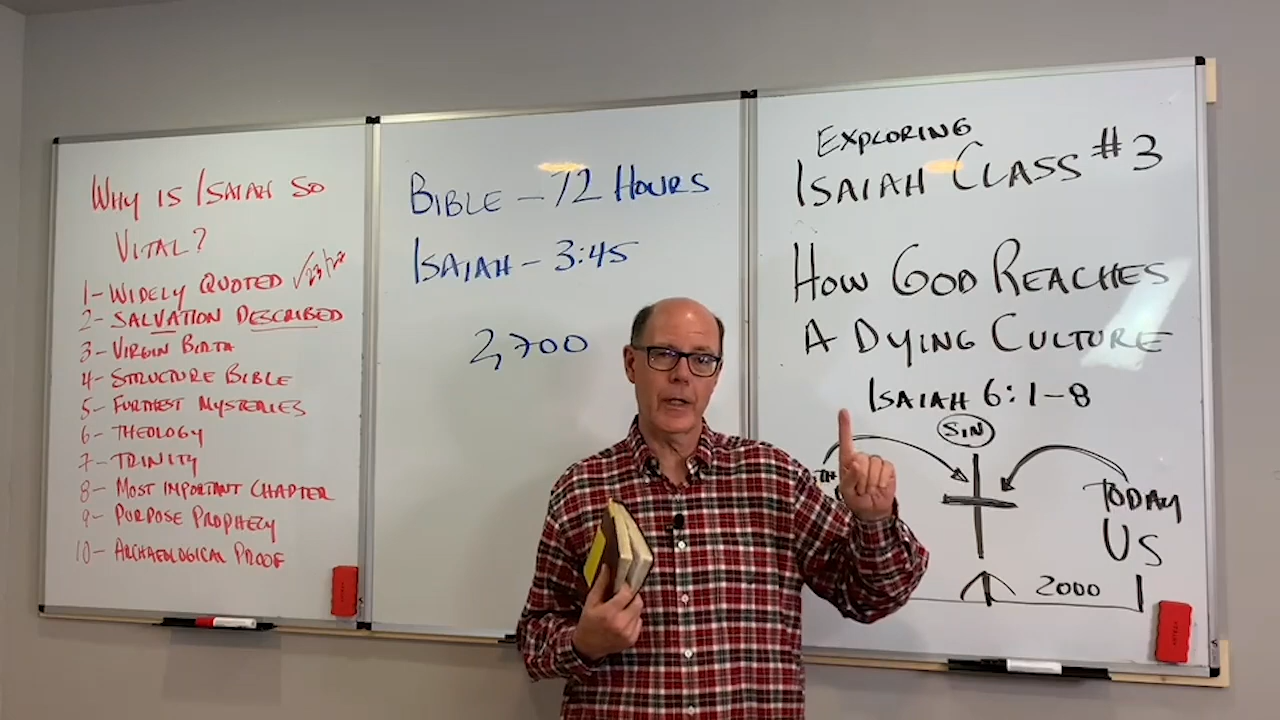 WHY IS ISAIAH SO
VITAL?
1- WIDELY QUOTED
2- SALVATION DESCRIBED
3- VIRGIN BIRTH
4- STRUCTURE BIBLE
5- FURTHEST MYSTERIES
6- THEOLOGY
7- TRINITY
8- MOST IMPORTANT CHAPTER
9- PURPOSE PROPHECY
10- ARCHAEOLOGICAL PROOF
BIBLE - 72 HOURS
ISAIAH - 3:45
2,700
EXPLORING
ISAIAH CLASS #3
HOW GOD REACHES
A DYING CULTURE
ISAIAH 6:1-8
SIN
TODAY
US
2000